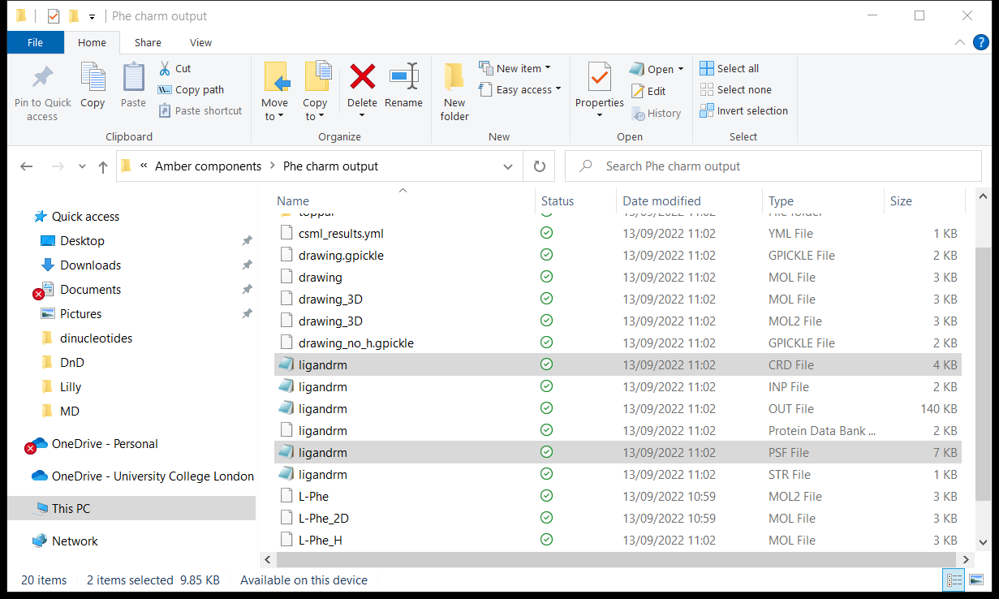 Phe charm output
File Home Share View
Pin to Quick access
Copy
Paste
Cut
Copy path
Paste shortcut
Clipboard
Move to
Copy to
Delete
Rename
Organize
New folder
New item
Easy access
New
Properties
Open
Edit
History
Open
Select all
Select none
Invert selection
Select
« Amber components > Phe charm output
Search Phe charm output
Quick access
Desktop
Downloads
Documents
Pictures
dinucleotides
DnD
Lilly
MD
OneDrive - Personal
OneDrive - University College London
This PC
Network
Name Status Date modified Type Size
toppar 13/09/2022 11:02 File folder
csml_results.yml 13/09/2022 11:02 YML File 1 KB
drawing.gpickle 13/09/2022 11:02 GPICKLE File 2 KB
drawing 13/09/2022 11:02 MOL File 3 KB
drawing_3D 13/09/2022 11:02 MOL File 3 KB
drawing_3D 13/09/2022 11:02 MOL2 File 3 KB
drawing_no_h.gpickle 13/09/2022 11:02 GPICKLE File 2 KB
ligandrm 13/09/2022 11:02 CRD File 4 KB
ligandrm 13/09/2022 11:02 INP File 2 KB
ligandrm 13/09/2022 11:02 OUT File 140 KB
ligandrm 13/09/2022 11:02 Protein Data Bank ... 2 KB
ligandrm 13/09/2022 11:02 PSF File 7 KB
ligandrm 13/09/2022 11:02 STR File 1 KB
L-Phe 13/09/2022 10:59 MOL2 File 3 KB
L-Phe_2D 13/09/2022 10:59 MOL File 3 KB
L-Phe_H 13/09/2022 11:02 MOL File 3 KB
20 items 2 items selected 9.85 KB Available on this device